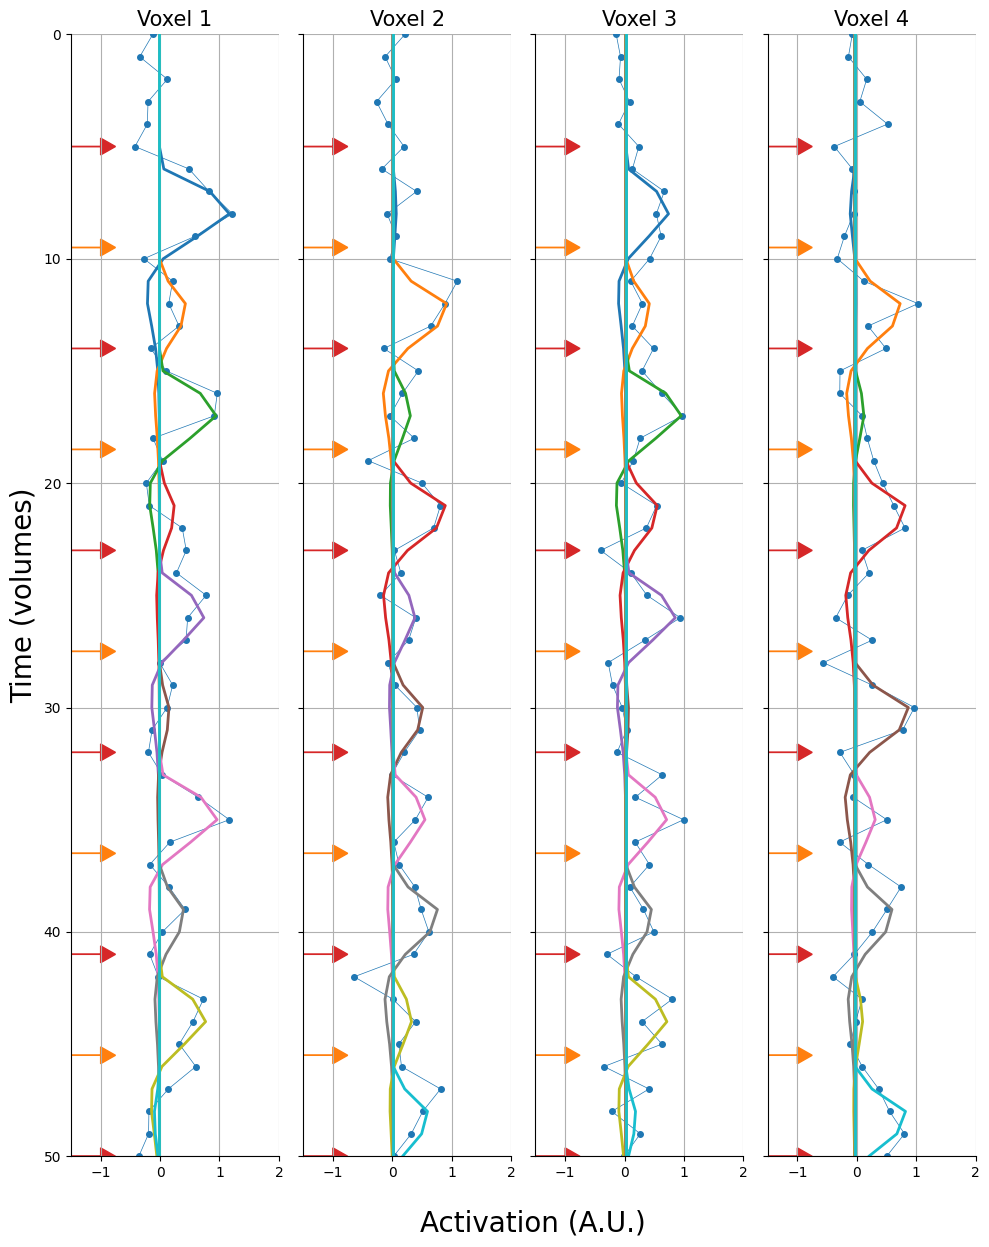 Voxel 1 Voxel 2 Voxel 3 Voxel 4
0
10
20
30
40
50
Time (volumes)
−1 0 1 2 −1 0 1 2 −1 0 1 2 −1 0 1 2
Activation (A.U.)